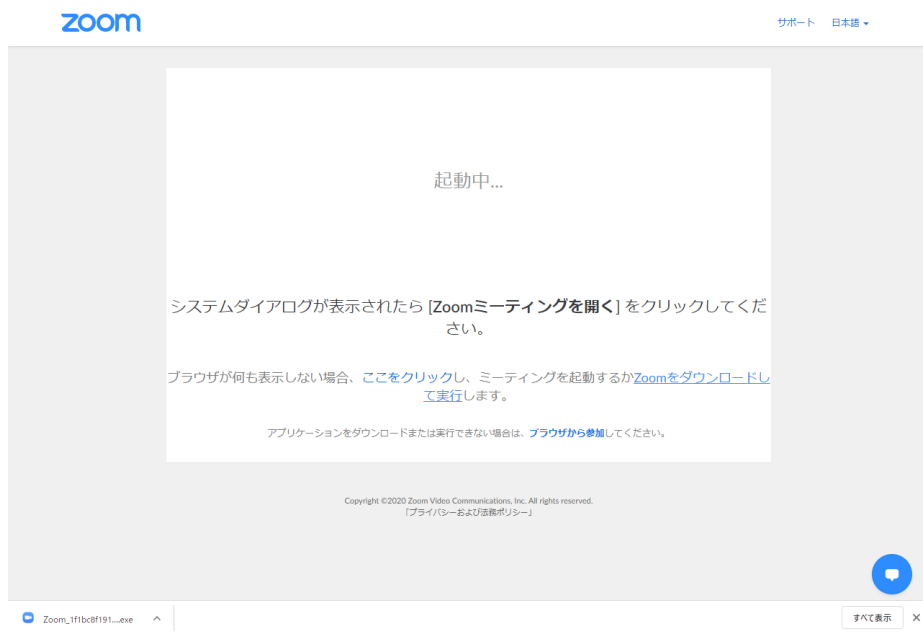 zoom
サポート 日本語
起動中...
システムダイアログが表示されたら [Zoomミーティングを開く] をクリックしてくだ
さい。
ブラウザが何も表示しない場合、ここをクリックし、ミーティングを起動するかZoomをダウンロードし
て実行します。
アプリケーションをダウンロードまたは実行できない場合は、ブラウザから参加してください。
Copyright ©2020 Zoom Video Communications, Inc. All rights reserved.
「プライバシーおよび法務ポリシー」
Zoom_1f1bc8f191....exe すべて表示